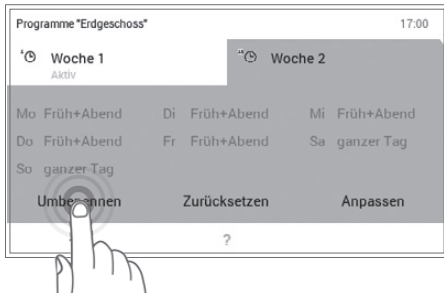 Programme "Erdgeschoss" 17:00
Woche 1 Woche 2
Aktiv
Mo Früh+Abend Di Früh+Abend Mi Früh+Abend
Do Früh+Abend Fr Früh+Abend Sa ganzer Tag
So ganzer Tag
Umbenennen Zurücksetzen Anpassen
?